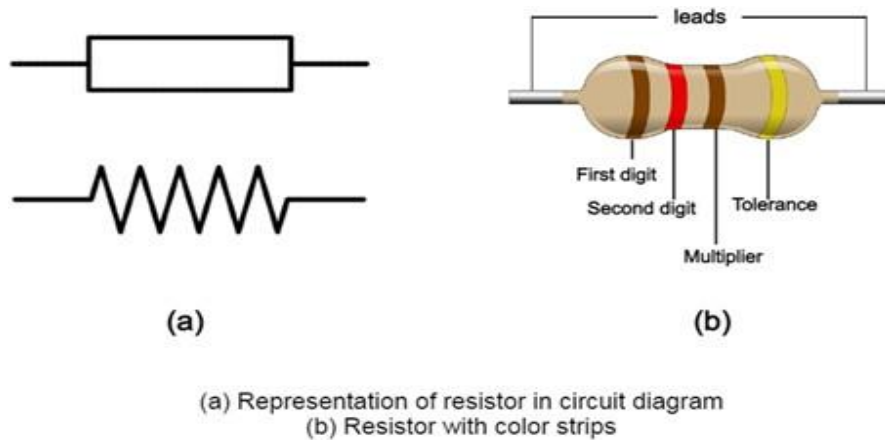 leads
First digit
Second digit
Tolerance
Multiplier
(a)
(b)
(a) Representation of resistor in circuit diagram
(b) Resistor with color strips